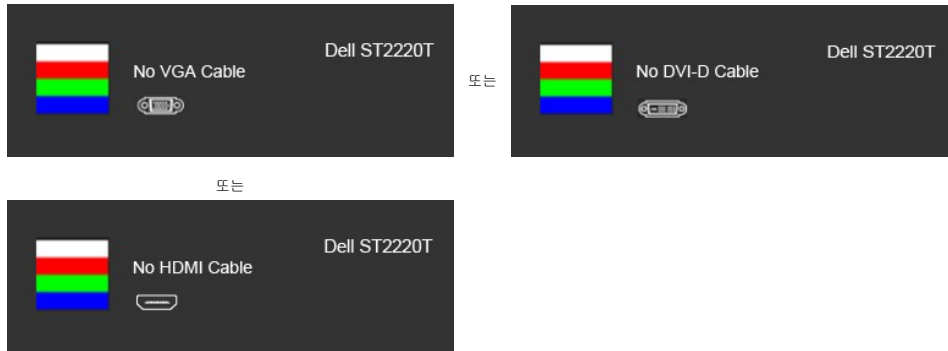 Dell ST2220T
No VGA Cable
또는
Dell ST2220T
No DVI-D Cable
또는
Dell ST2220T
No HDMI Cable